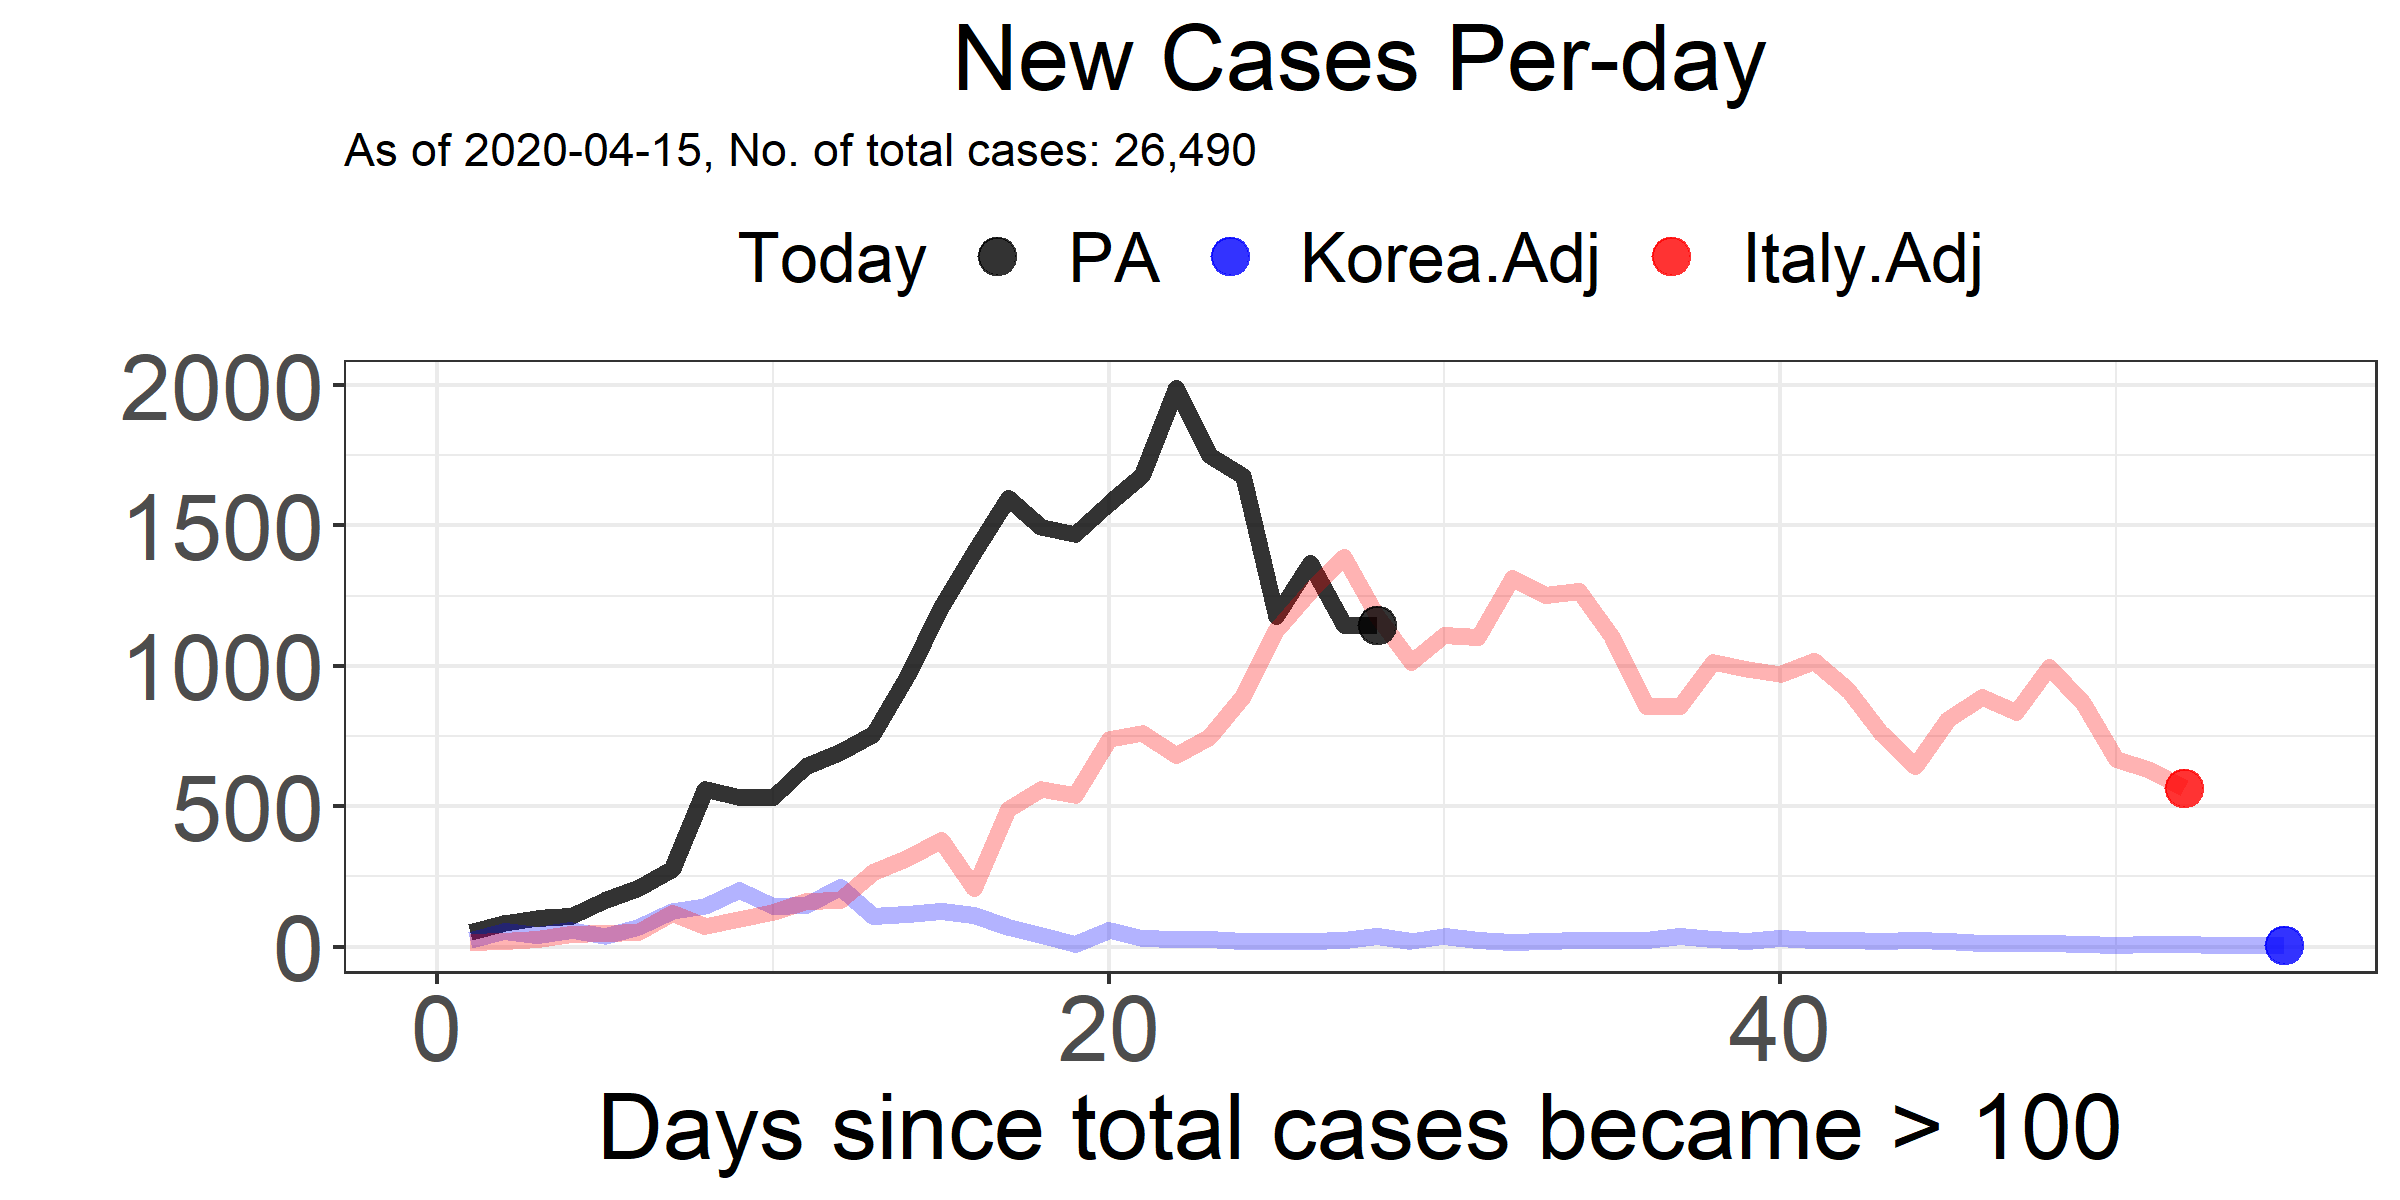 New Cases Per-day
As of 2020-04-15, No. of total cases: 26,490
Today PA Korea.Adj Italy.Adj
2000
1500
1000
500
0
0 20 40
Days since total cases became > 100